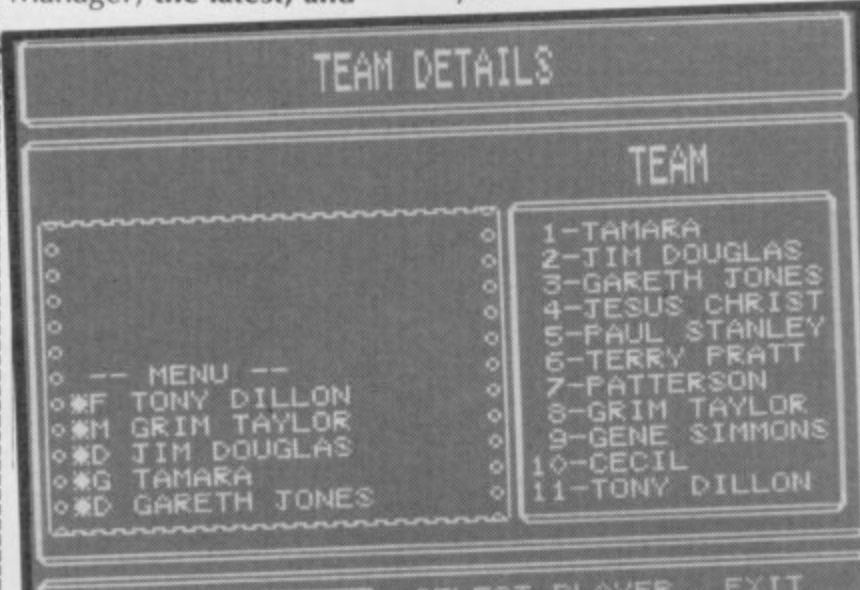 manager, the latest, and
TEAM DETAILS
TEAM
-- MENU --
✱F TONY DILLON
✱M GRIM TAYLOR
✱D JIM DOUGLAS
✱G TAMARA
✱D GARETH JONES
1-TAMARA
2-JIM DOUGLAS
3-GARETH JONES
4-JESUS CHRIST
5-PAUL STANLEY
6-TERRY PRATT
7-PATTERSON
8-GRIM TAYLOR
9-GENE SIMMONS
10-CECIL
11-TONY DILLON
SELECT PLAYER EXIT